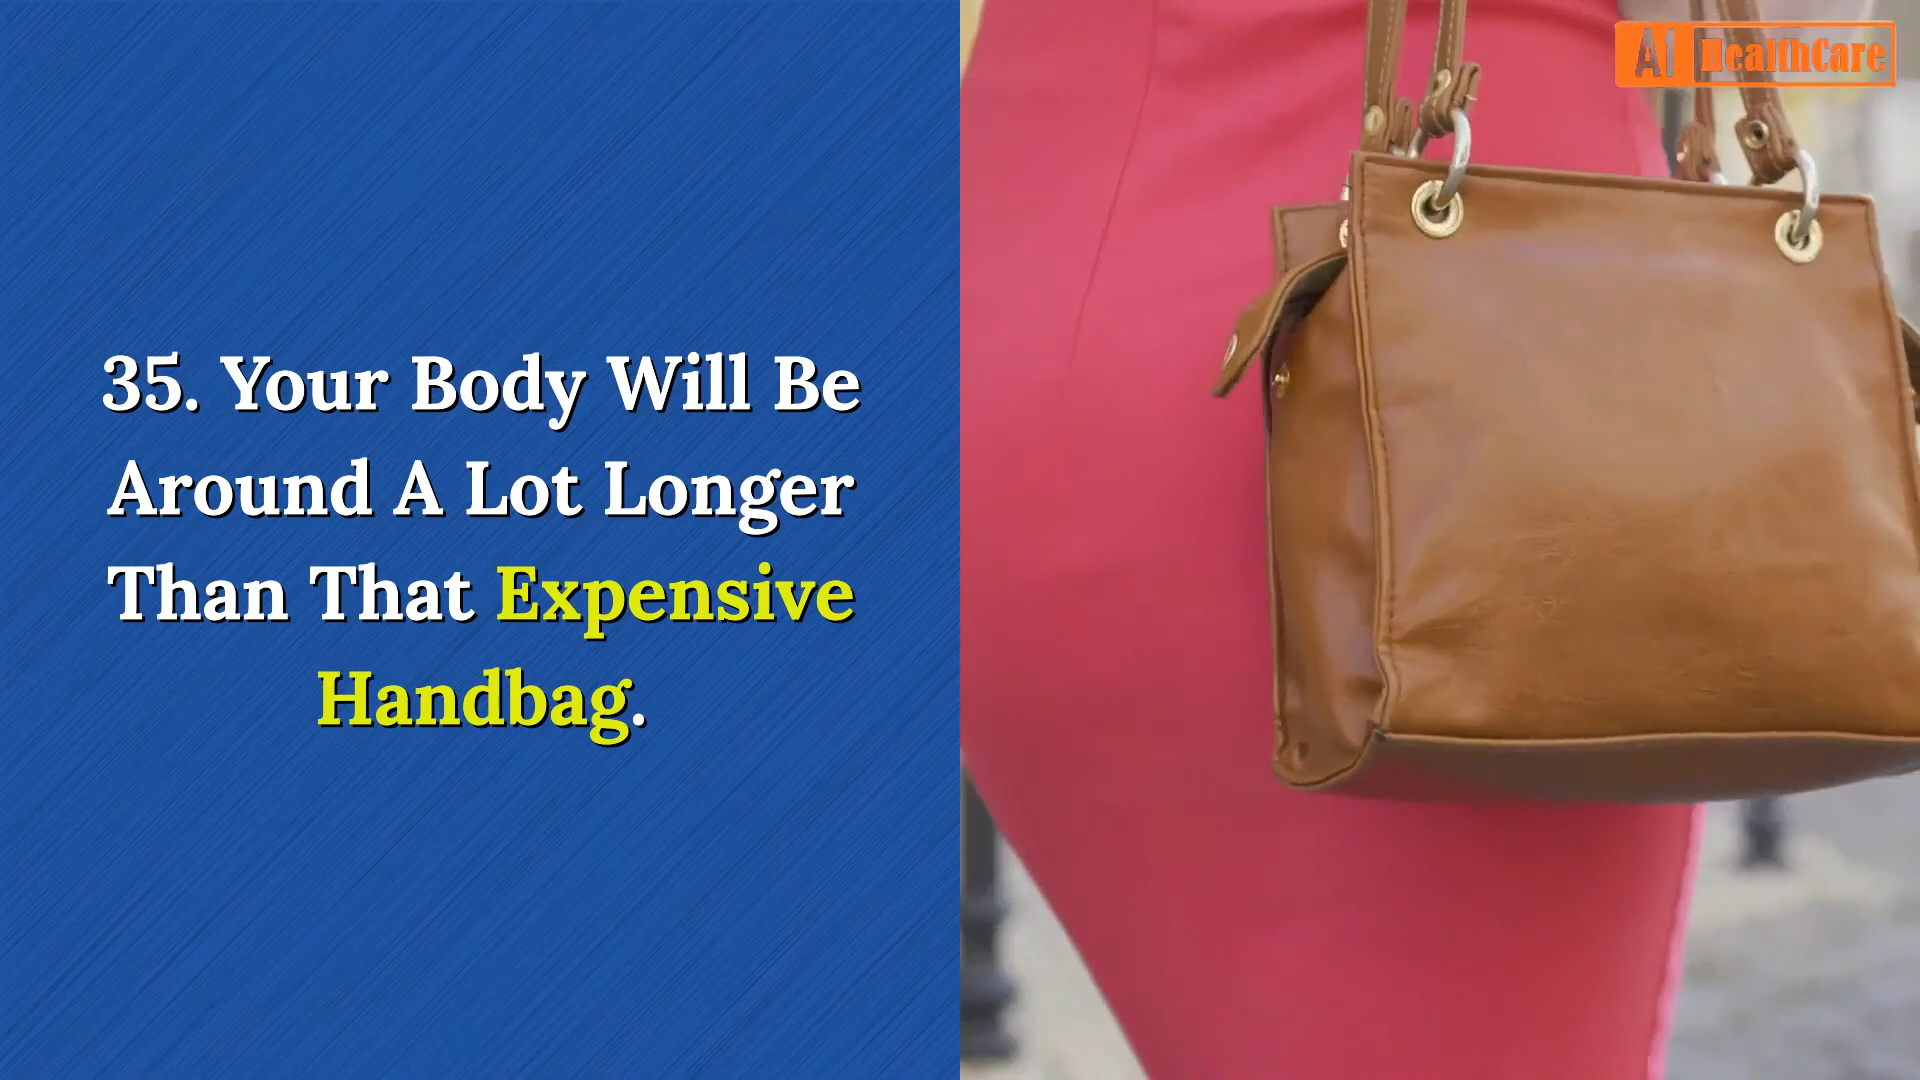 AI HealthCare
35. Your Body Will Be
Around A Lot Longer
Than That Expensive
Handbag.